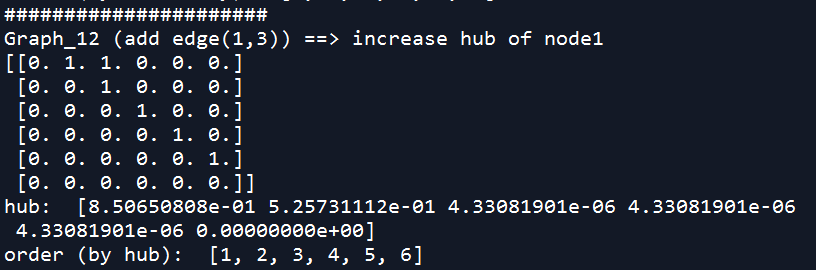 ######################
Graph_12 (add edge(1,3)) ==> increase hub of node1
[[0. 1. 1. 0. 0. 0.]
 [0. 0. 1. 0. 0. 0.]
 [0. 0. 0. 1. 0. 0.]
 [0. 0. 0. 0. 1. 0.]
 [0. 0. 0. 0. 0. 1.]
 [0. 0. 0. 0. 0. 0.]]
hub:  [8.50650808e-01 5.25731112e-01 4.33081901e-06 4.33081901e-06
 4.33081901e-06 0.00000000e+00]
order (by hub):  [1, 2, 3, 4, 5, 6]